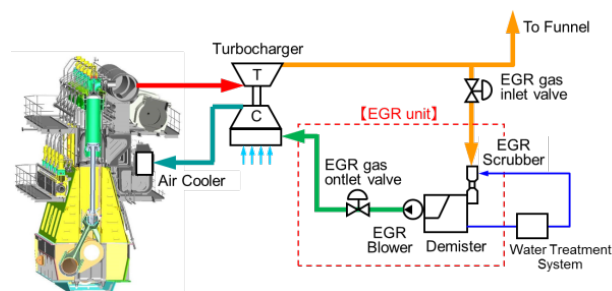 To Funnel
Turbocharger
T
C
EGR gas
inlet valve
【EGR unit】
EGR
Scrubber
Air Cooler
EGR gas
ontlet valve
EGR
Blower
Demister
Water Treatment
System